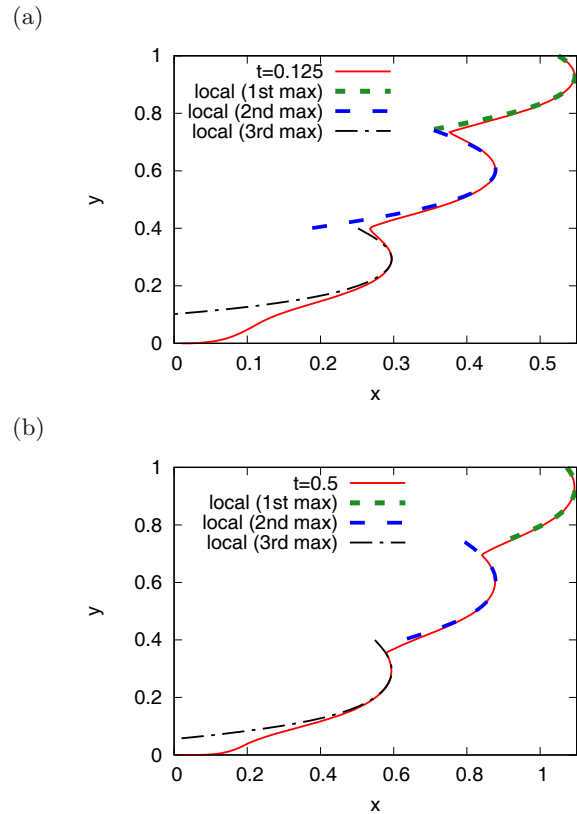 (a)
1
0.8
0.6
0.4
0.2
0
y
t=0.125
local (1st max)
local (2nd max)
local (3rd max)
0 0.1 0.2 0.3 0.4 0.5
x
(b)
1
0.8
0.6
0.4
0.2
0
y
t=0.5
local (1st max)
local (2nd max)
local (3rd max)
0 0.2 0.4 0.6 0.8 1
x